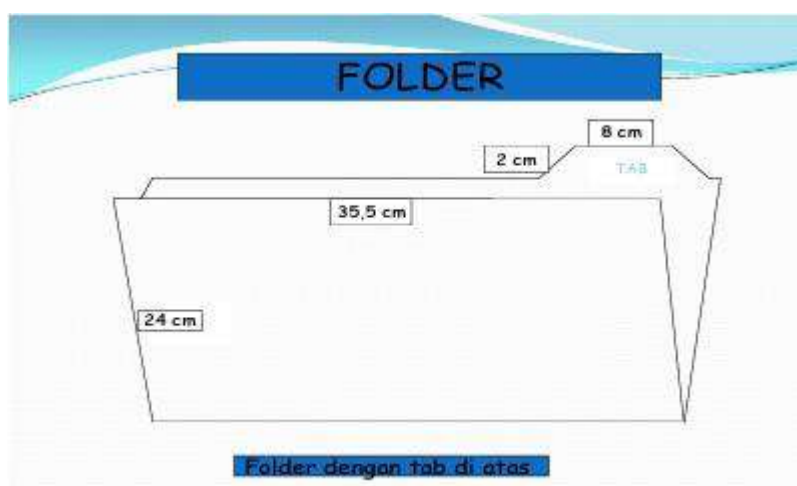 FOLDER
8 cm
2 cm
TAB
35,5 cm
24 cm
Folder dengan tab di atas